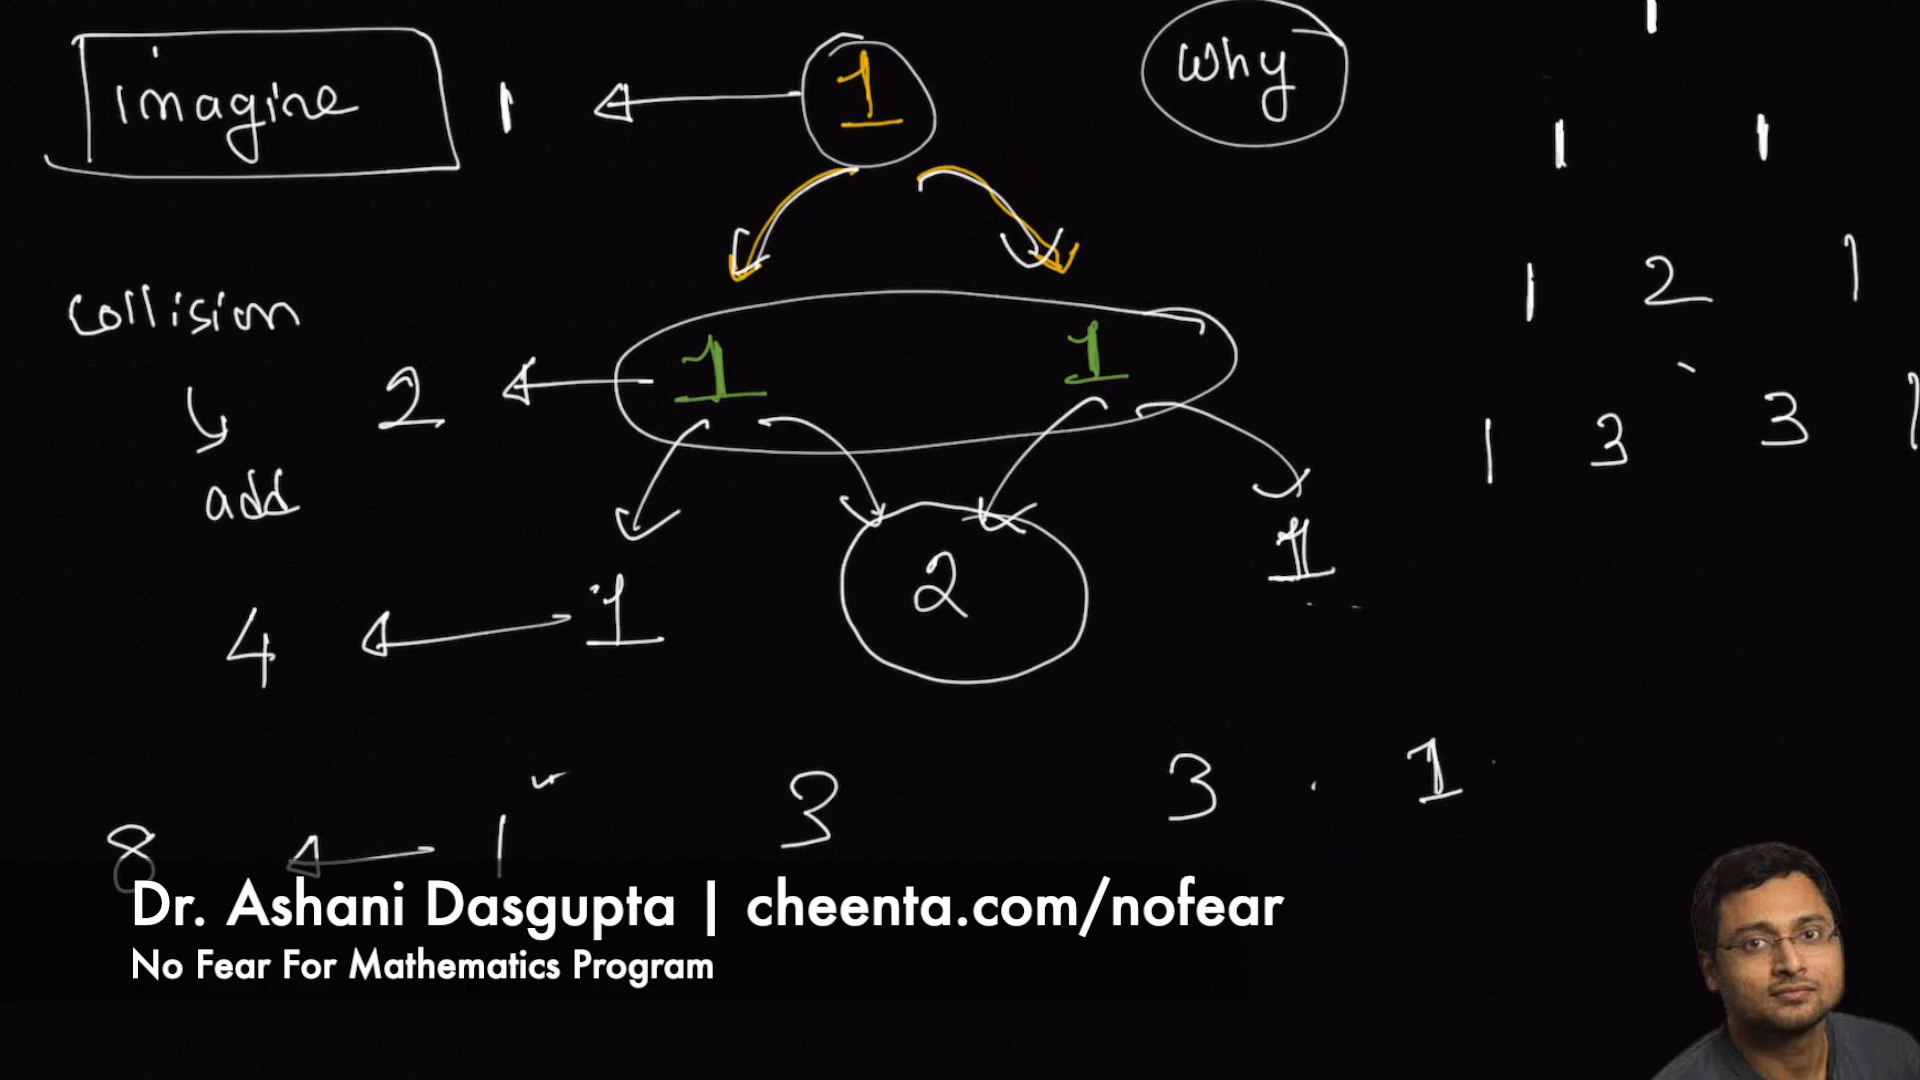 imagine 1 1 Why 1
1 1
collision 1 2 1
2 1 1
add 1 3 3 1
4 1 2 1
8 1 3 3 1
Dr. Ashani Dasgupta | cheenta.com/nofear
No Fear For Mathematics Program